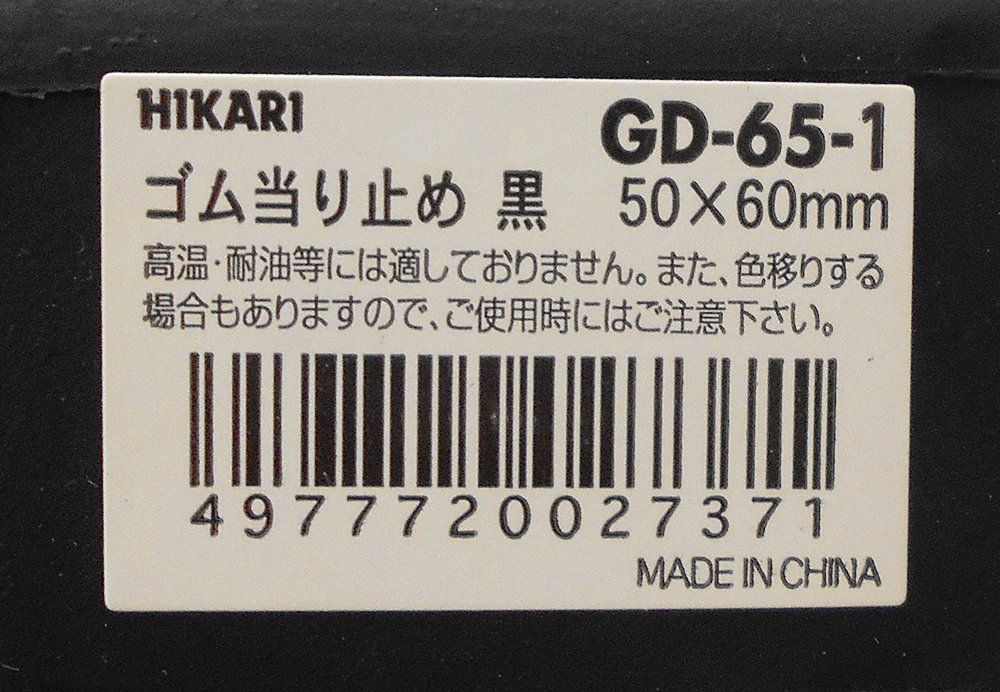 HIKARI
GD-65-1
ゴム当り止め 黒 50×60mm
高温・耐油等には適しておりません。また、色移りする
場合もありますので、ご使用時にはご注意下さい。
4977720027371
MADE IN CHINA